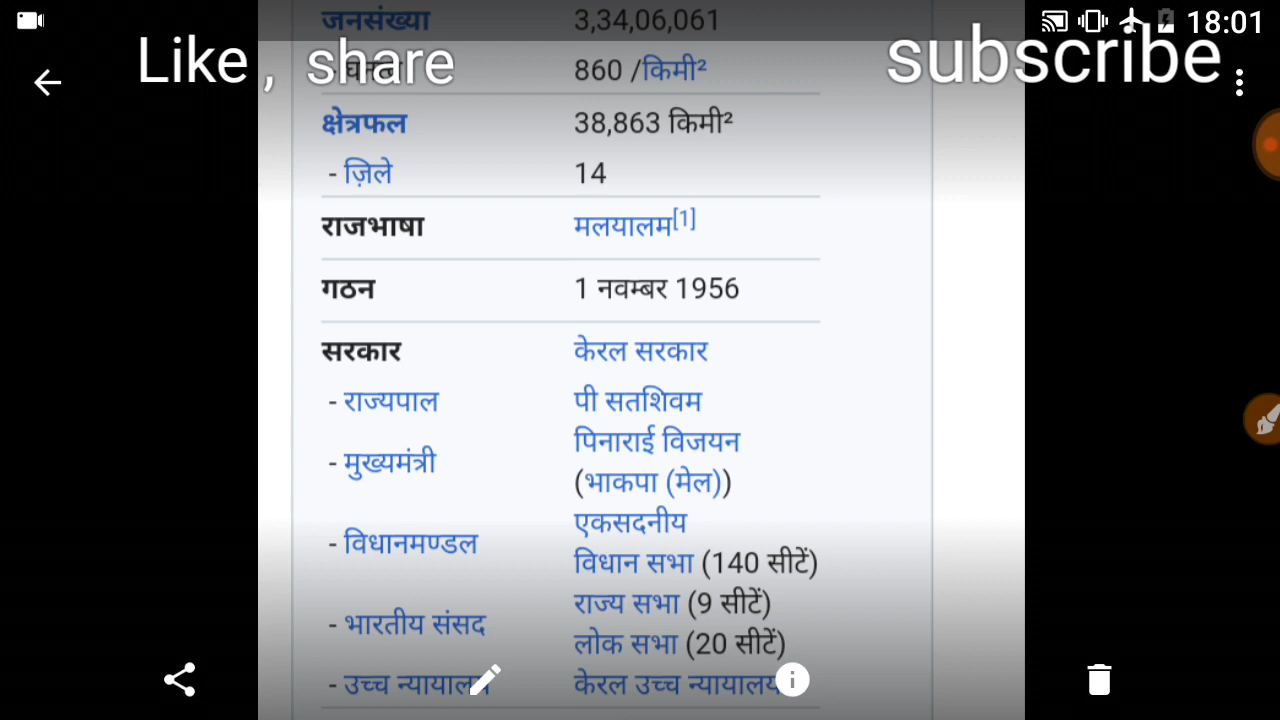 18:01
Like , share subscribe
जनसंख्या 3,34,06,061
860 /किमी²
क्षेत्रफल 38,863 किमी²
- ज़िले 14
राजभाषा मलयालम[1]
गठन 1 नवम्बर 1956
सरकार केरल सरकार
- राज्यपाल पी सतशिवम
- मुख्यमंत्री पिनाराई विजयन
(भाकपा (मेल))
- विधानमण्डल एकसदनीय
विधान सभा (140 सीटें)
- भारतीय संसद राज्य सभा (9 सीटें)
लोक सभा (20 सीटें)
- उच्च न्यायालय केरल उच्च न्यायालय